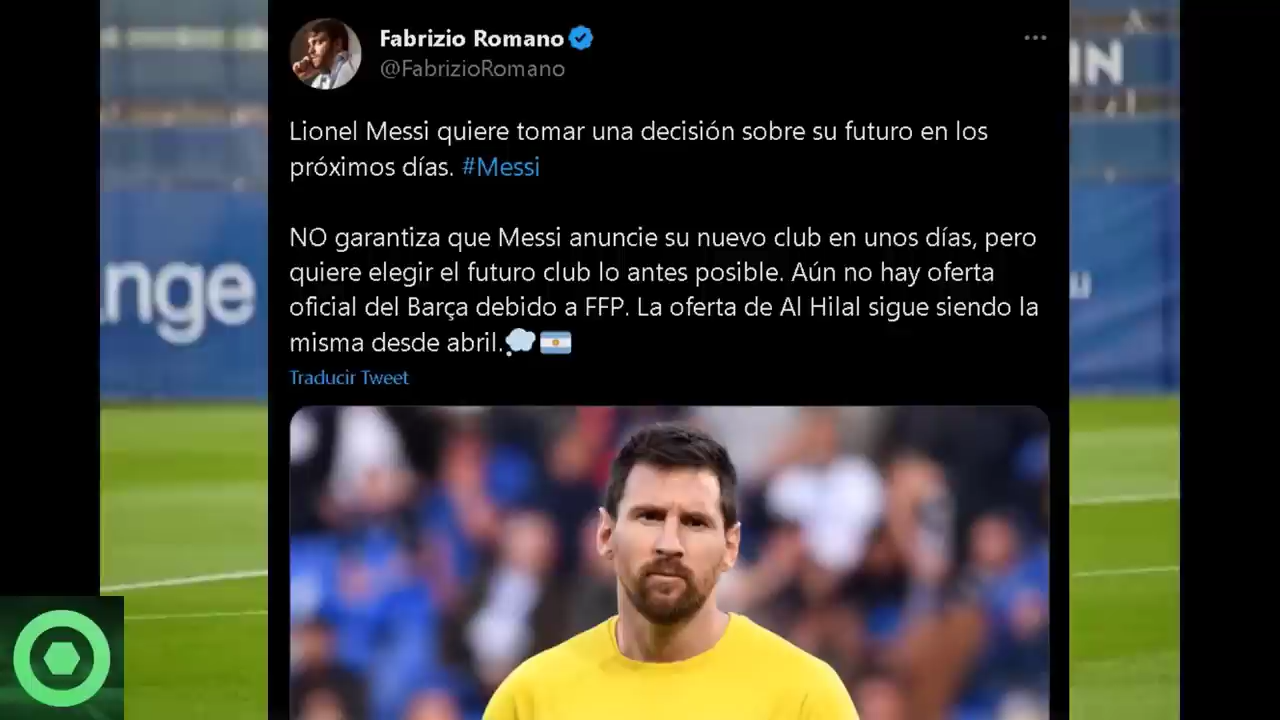 Fabrizio Romano
@FabrizioRomano
Lionel Messi quiere tomar una decisión sobre su futuro en los
próximos días. #Messi
NO garantiza que Messi anuncie su nuevo club en unos días, pero
quiere elegir el futuro club lo antes posible. Aún no hay oferta
oficial del Barça debido a FFP. La oferta de Al Hilal sigue siendo la
misma desde abril.
Traducir Tweet
nge
IN